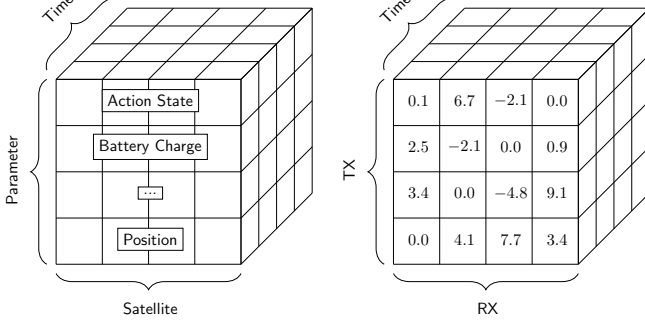 Time
Parameter
Action State
Battery Charge
...
Position
Satellite
Time
TX
0.1 6.7 −2.1 0.0
2.5 −2.1 0.0 0.9
3.4 0.0 −4.8 9.1
0.0 4.1 7.7 3.4
RX